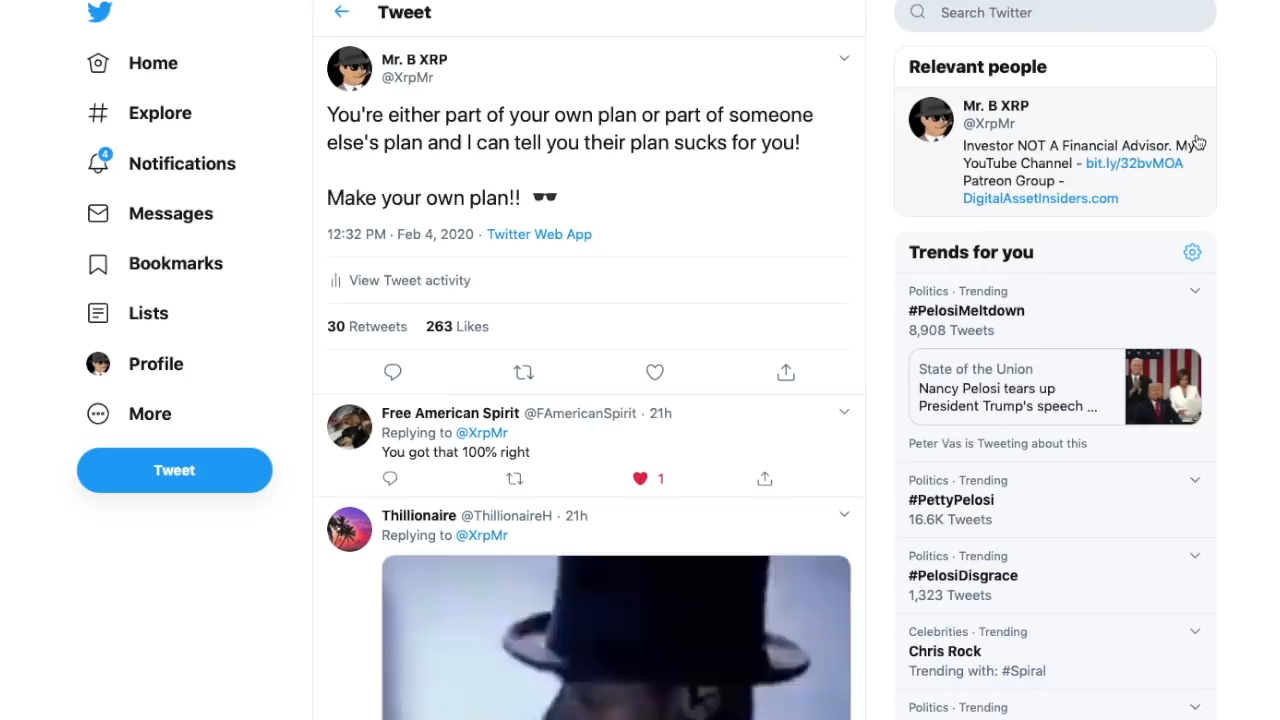 Home
Explore
4
Notifications
Messages
Bookmarks
Lists
Profile
More
Tweet
Tweet
Mr. B XRP
@XrpMr
You're either part of your own plan or part of someone
else's plan and I can tell you their plan sucks for you!
Make your own plan!! 🕶️
12:32 PM · Feb 4, 2020 · Twitter Web App
View Tweet activity
30 Retweets 263 Likes
Free American Spirit @FAmericanSpirit · 21h
Replying to @XrpMr
You got that 100% right
1
Thillionaire @ThillionaireH · 21h
Replying to @XrpMr
Search Twitter
Relevant people
Mr. B XRP
@XrpMr
Investor NOT A Financial Advisor. My
YouTube Channel - bit.ly/32bvMOA
Patreon Group -
DigitalAssetInsiders.com
Trends for you
Politics · Trending
#PelosiMeltdown
8,908 Tweets
State of the Union
Nancy Pelosi tears up
President Trump's speech ...
Peter Vas is Tweeting about this
Politics · Trending
#PettyPelosi
16.6K Tweets
Politics · Trending
#PelosiDisgrace
1,323 Tweets
Celebrities · Trending
Chris Rock
Trending with: #Spiral
Politics · Trending